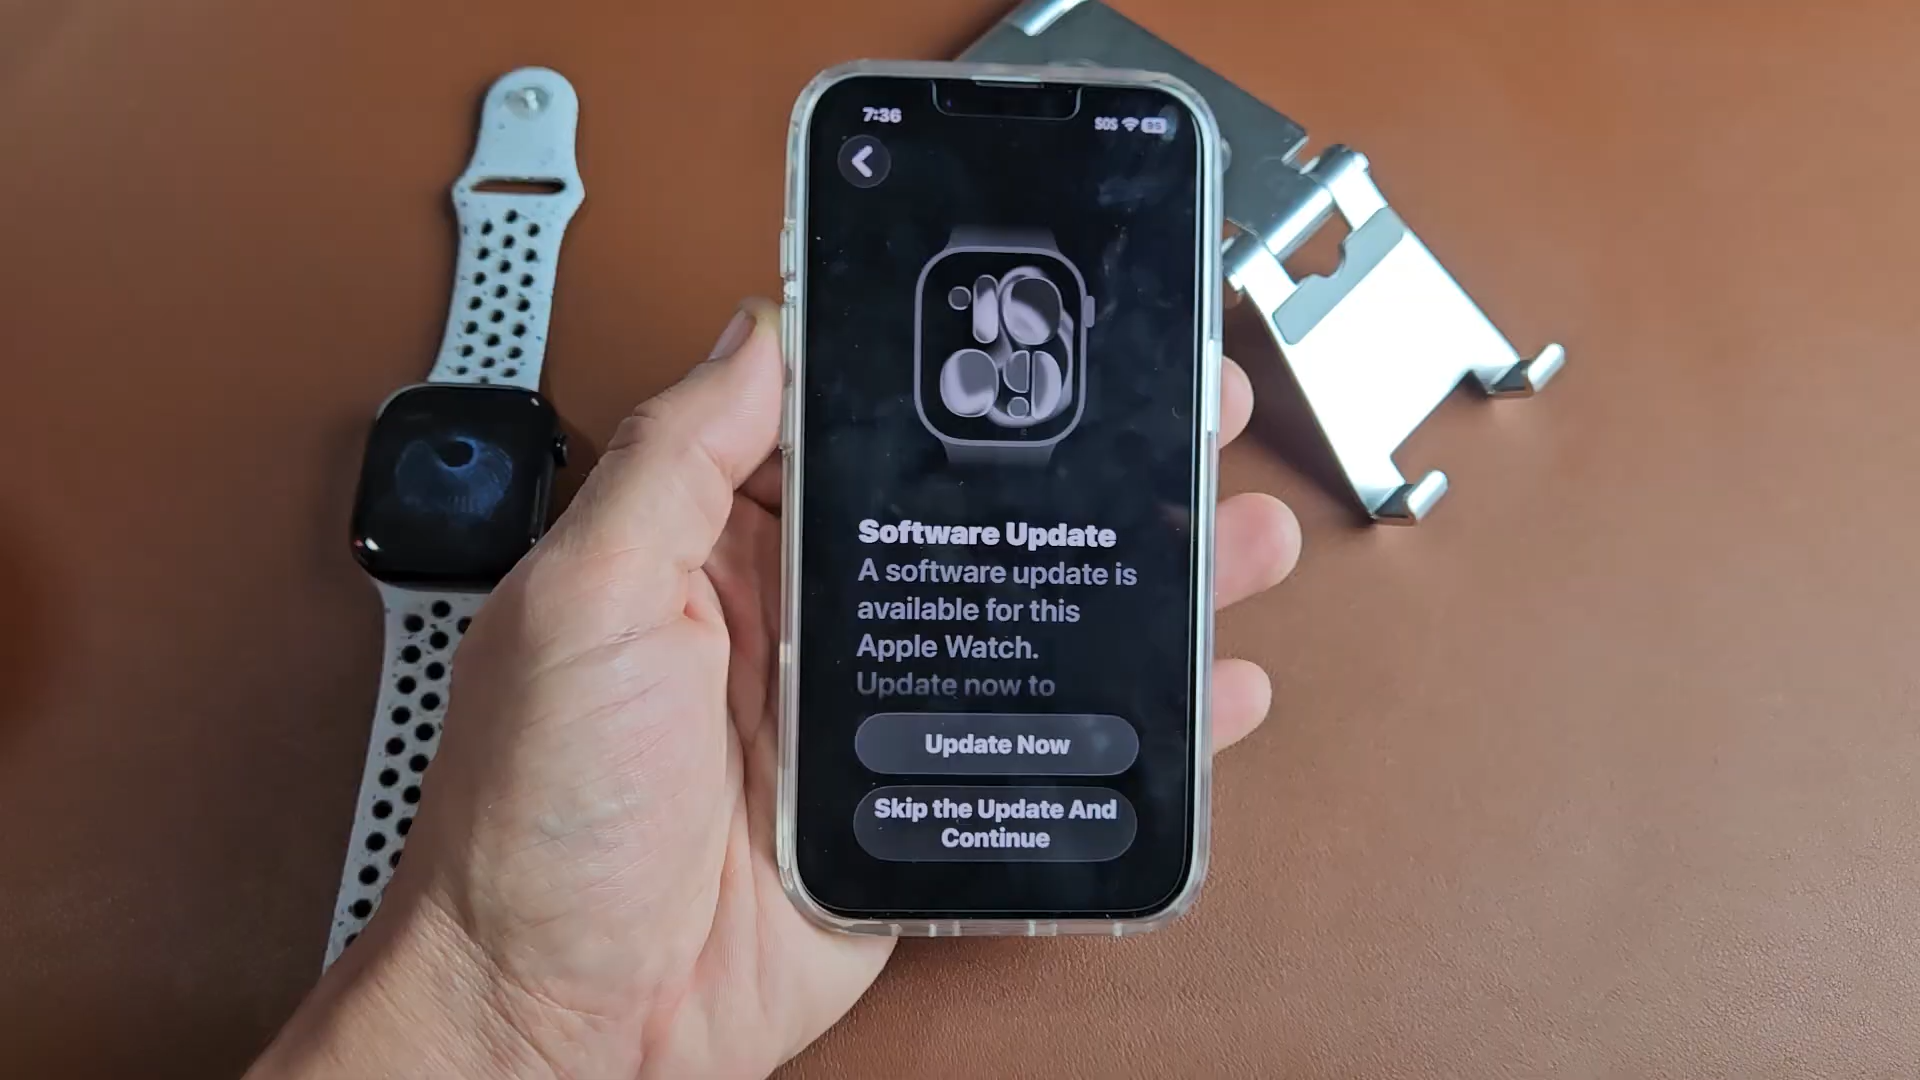 7:36
SOS 95
Software Update
A software update is
available for this
Apple Watch.
Update now to
Update Now
Skip the Update And
Continue